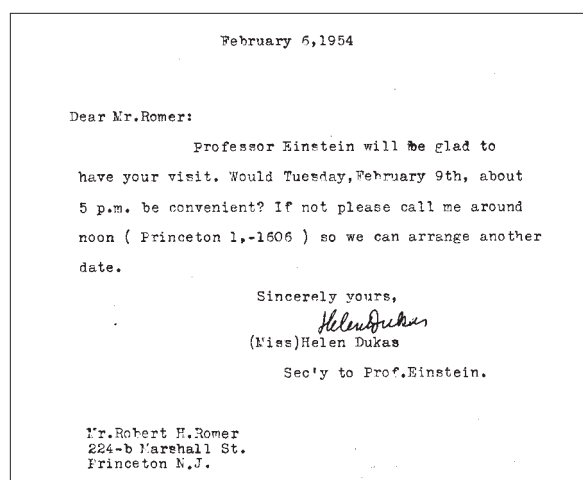 February 6,1954
Dear Mr.Romer:
Professor Einstein will be glad to
have your visit. Would Tuesday,February 9th, about
5 p.m. be convenient? If not please call me around
noon ( Princeton 1,-1606 ) so we can arrange another
date.
Sincerely yours,
Helen Dukas
(Miss)Helen Dukas
Sec'y to Prof.Einstein.
Mr.Robert H.Romer
224-b Marshall St.
Princeton N.J.